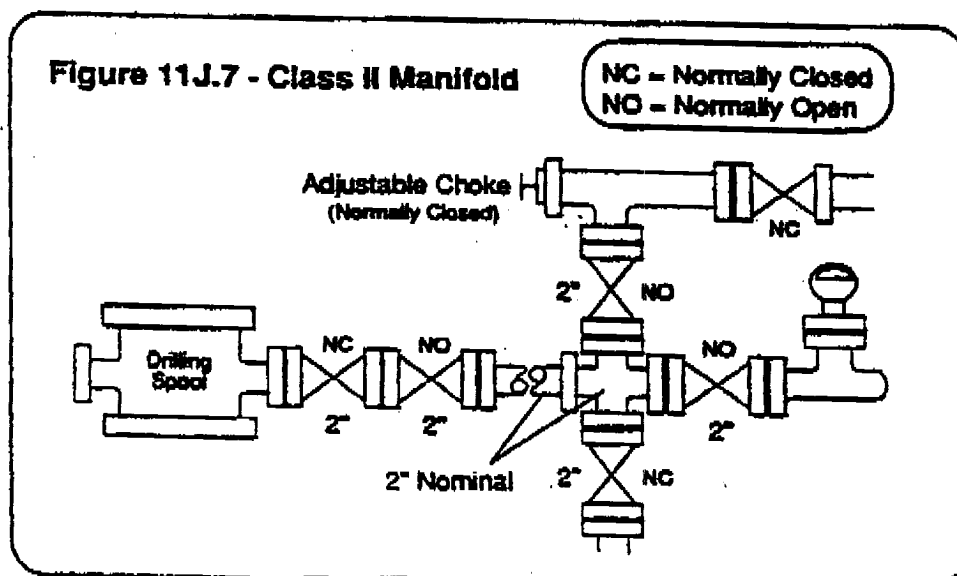 Figure 11J.7 - Class II Manifold
NC = Normally Closed
NO = Normally Open
Adjustable Choke
(Normally Closed)
NC
2" NO
Drilling
Spool
NC NO
NO
2" 2"
2"
2" Nominal
2" NC